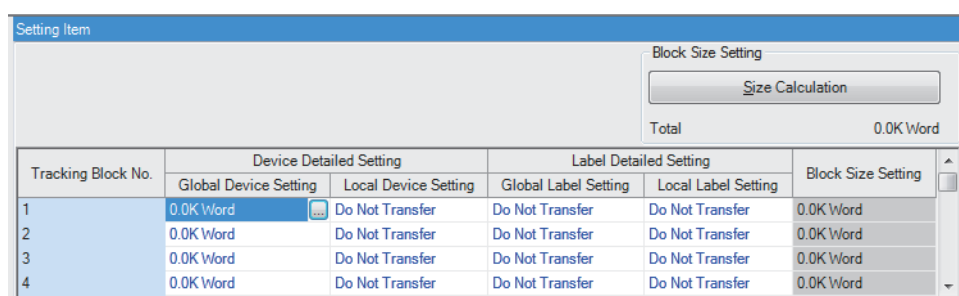 Setting Item
Block Size Setting
Size Calculation
Total 0.0K Word
Tracking Block No. Device Detailed Setting Label Detailed Setting Block Size Setting
Global Device Setting Local Device Setting Global Label Setting Local Label Setting
1 0.0K Word ... Do Not Transfer Do Not Transfer Do Not Transfer 0.0K Word
2 0.0K Word Do Not Transfer Do Not Transfer Do Not Transfer 0.0K Word
3 0.0K Word Do Not Transfer Do Not Transfer Do Not Transfer 0.0K Word
4 0.0K Word Do Not Transfer Do Not Transfer Do Not Transfer 0.0K Word